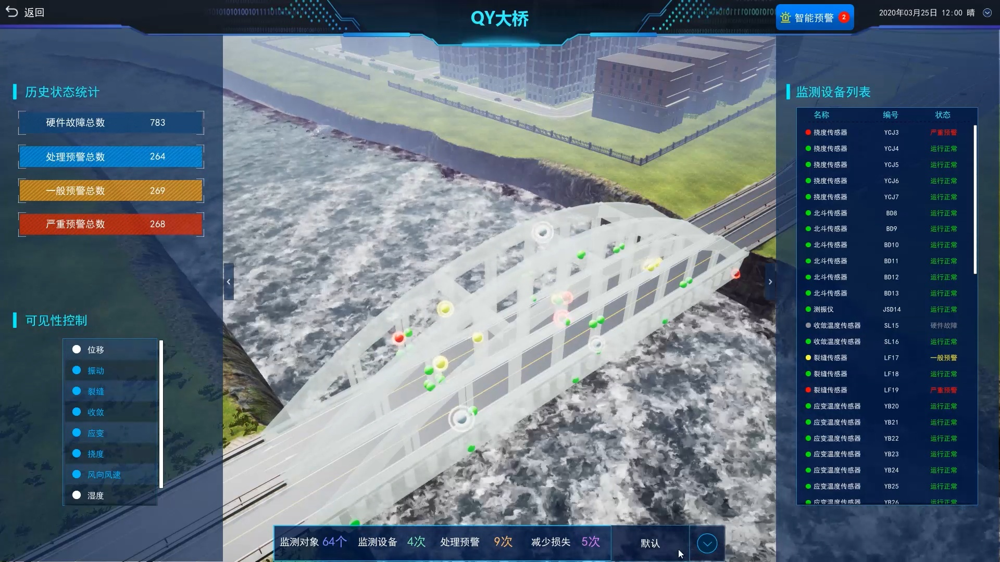 返回
QY大桥
智能预警 2
2020年03月25日 12:00 晴
历史状态统计
硬件故障总数 783
处理预警总数 264
一般预警总数 269
严重预警总数 268
可见性控制
位移
振动
裂缝
收敛
应变
挠度
风向风速
湿度
监测设备列表
名称 编号 状态
挠度传感器 YCJ3 严重预警
挠度传感器 YCJ4 运行正常
挠度传感器 YCJ5 运行正常
挠度传感器 YCJ6 运行正常
挠度传感器 YCJ7 运行正常
北斗传感器 BD8 运行正常
北斗传感器 BD9 运行正常
北斗传感器 BD10 运行正常
北斗传感器 BD11 运行正常
北斗传感器 BD12 运行正常
北斗传感器 BD13 运行正常
测振仪 JSD14 运行正常
收敛温度传感器 SL15 硬件故障
收敛温度传感器 SL16 运行正常
裂缝传感器 LF17 一般预警
裂缝传感器 LF18 运行正常
裂缝传感器 LF19 严重预警
应变温度传感器 YB20 运行正常
应变温度传感器 YB21 运行正常
应变温度传感器 YB22 运行正常
应变温度传感器 YB23 运行正常
应变温度传感器 YB24 运行正常
应变温度传感器 YB25 运行正常
应变温度传感器 YB26 运行正常
监测对象 64个 监测设备 4次 处理预警 9次 减少损失 5次
默认